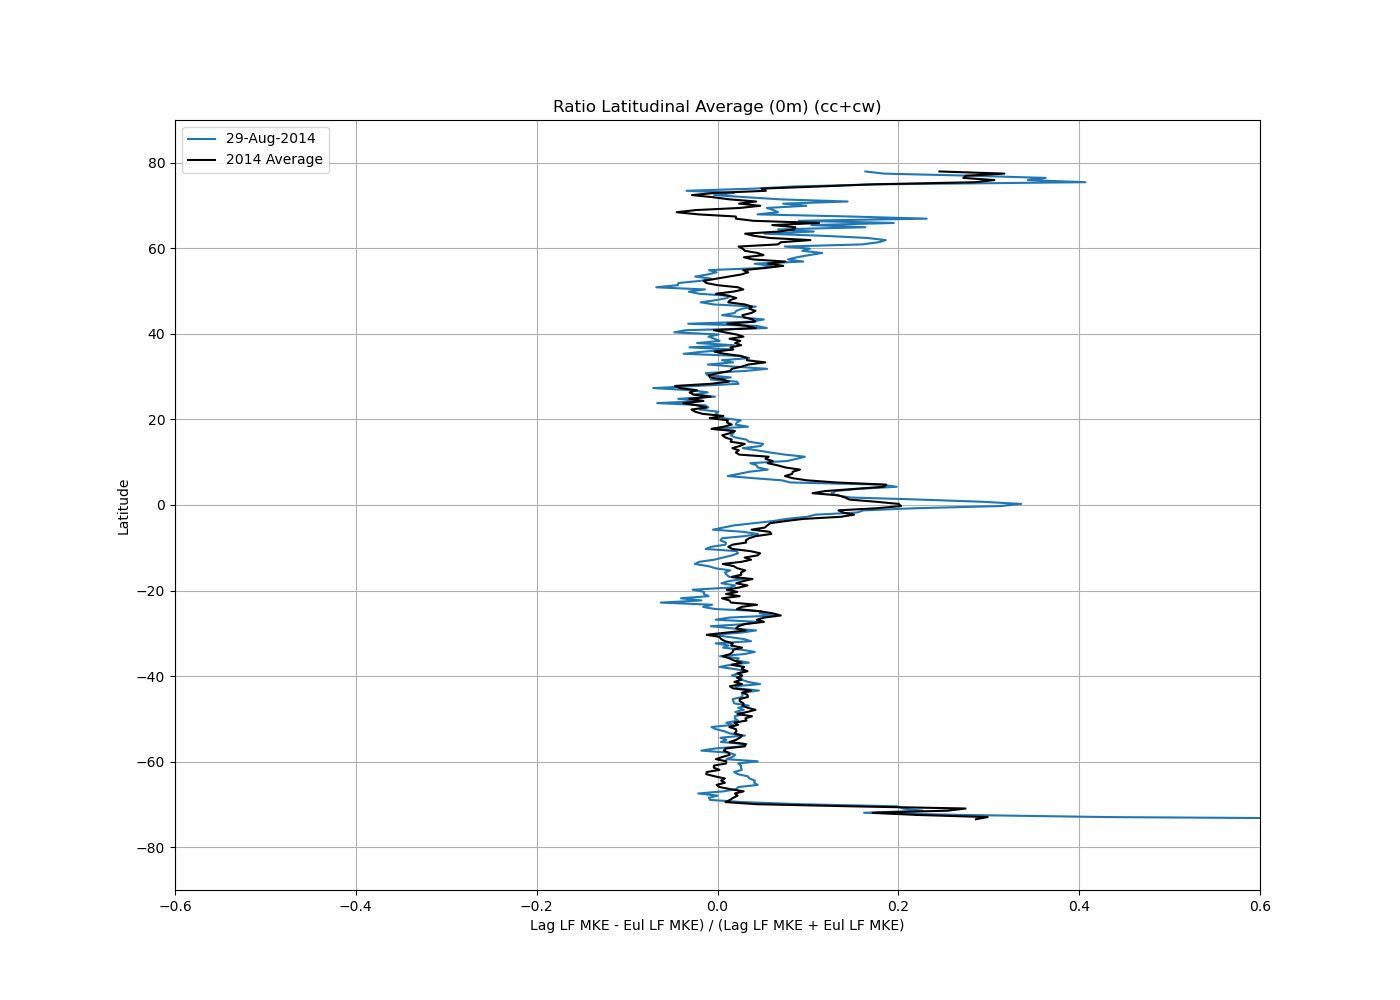 Ratio Latitudinal Average (0m) (cc+cw)
29-Aug-2014
2014 Average
80
60
40
20
0
−20
−40
−60
−80
Latitude
−0.6 −0.4 −0.2 0.0 0.2 0.4 0.6
Lag LF MKE - Eul LF MKE) / (Lag LF MKE + Eul LF MKE)